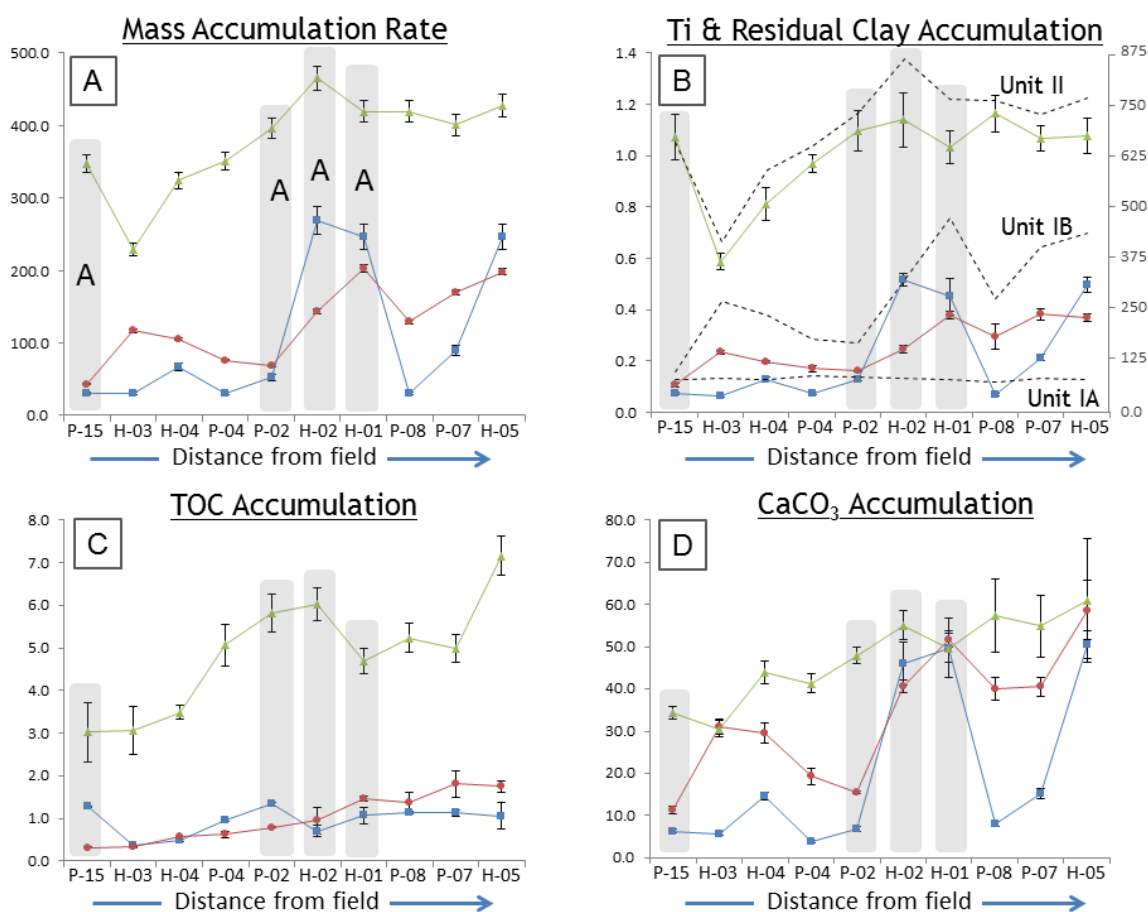 Mass Accumulation Rate
A
500.0
400.0
300.0
200.0
100.0
0.0
A
A
A
A
P-15 H-03 H-04 P-04 P-02 H-02 H-01 P-08 P-07 H-05
Distance from field
Ti & Residual Clay Accumulation
B
1.4
1.2
1.0
0.8
0.6
0.4
0.2
0.0
875
750
625
500
375
250
125
0
Unit II
Unit IB
Unit IA
P-15 H-03 H-04 P-04 P-02 H-02 H-01 P-08 P-07 H-05
Distance from field
TOC Accumulation
C
8.0
7.0
6.0
5.0
4.0
3.0
2.0
1.0
0.0
P-15 H-03 H-04 P-04 P-02 H-02 H-01 P-08 P-07 H-05
Distance from field
CaCO₃ Accumulation
D
80.0
70.0
60.0
50.0
40.0
30.0
20.0
10.0
0.0
P-15 H-03 H-04 P-04 P-02 H-02 H-01 P-08 P-07 H-05
Distance from field